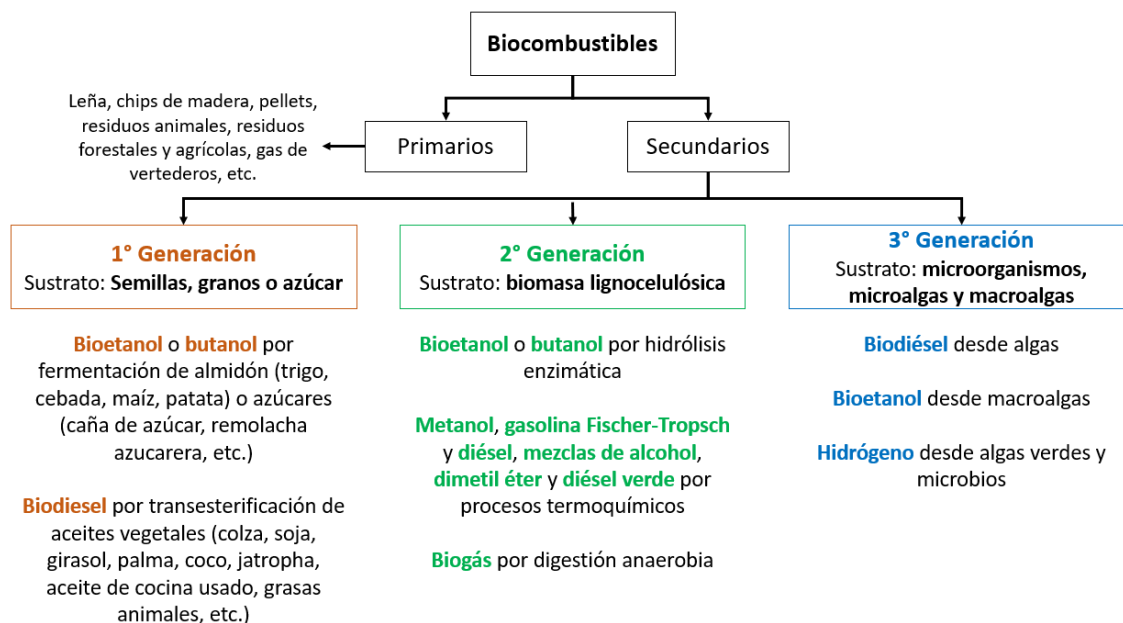 Biocombustibles
Leña, chips de madera, pellets,
residuos animales, residuos
forestales y agrícolas, gas de
vertederos, etc.
Primarios
Secundarios
1° Generación
Sustrato: Semillas, granos o azúcar
2° Generación
Sustrato: biomasa lignocelulósica
3° Generación
Sustrato: microorganismos,
microalgas y macroalgas
Bioetanol o butanol por
fermentación de almidón (trigo,
cebada, maíz, patata) o azúcares
(caña de azúcar, remolacha
azucarera, etc.)
Biodiesel por transesterificación de
aceites vegetales (colza, soja,
girasol, palma, coco, jatropha,
aceite de cocina usado, grasas
animales, etc.)
Bioetanol o butanol por hidrólisis
enzimática
Metanol, gasolina Fischer-Tropsch
y diésel, mezclas de alcohol,
dimetil éter y diésel verde por
procesos termoquímicos
Biogás por digestión anaerobia
Biodiésel desde algas
Bioetanol desde macroalgas
Hidrógeno desde algas verdes y
microbios